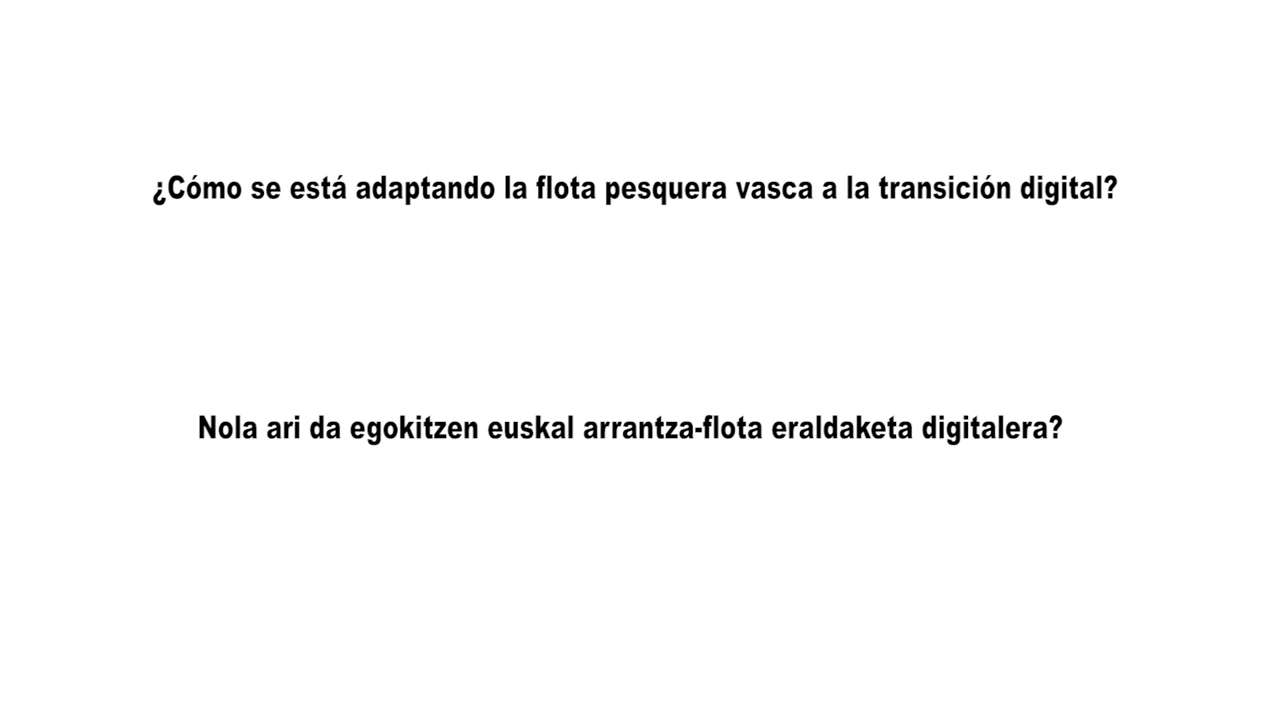 ¿Cómo se está adaptando la flota pesquera vasca a la transición digital?
Nola ari da egokitzen euskal arrantza-flota eraldaketa digitalera?